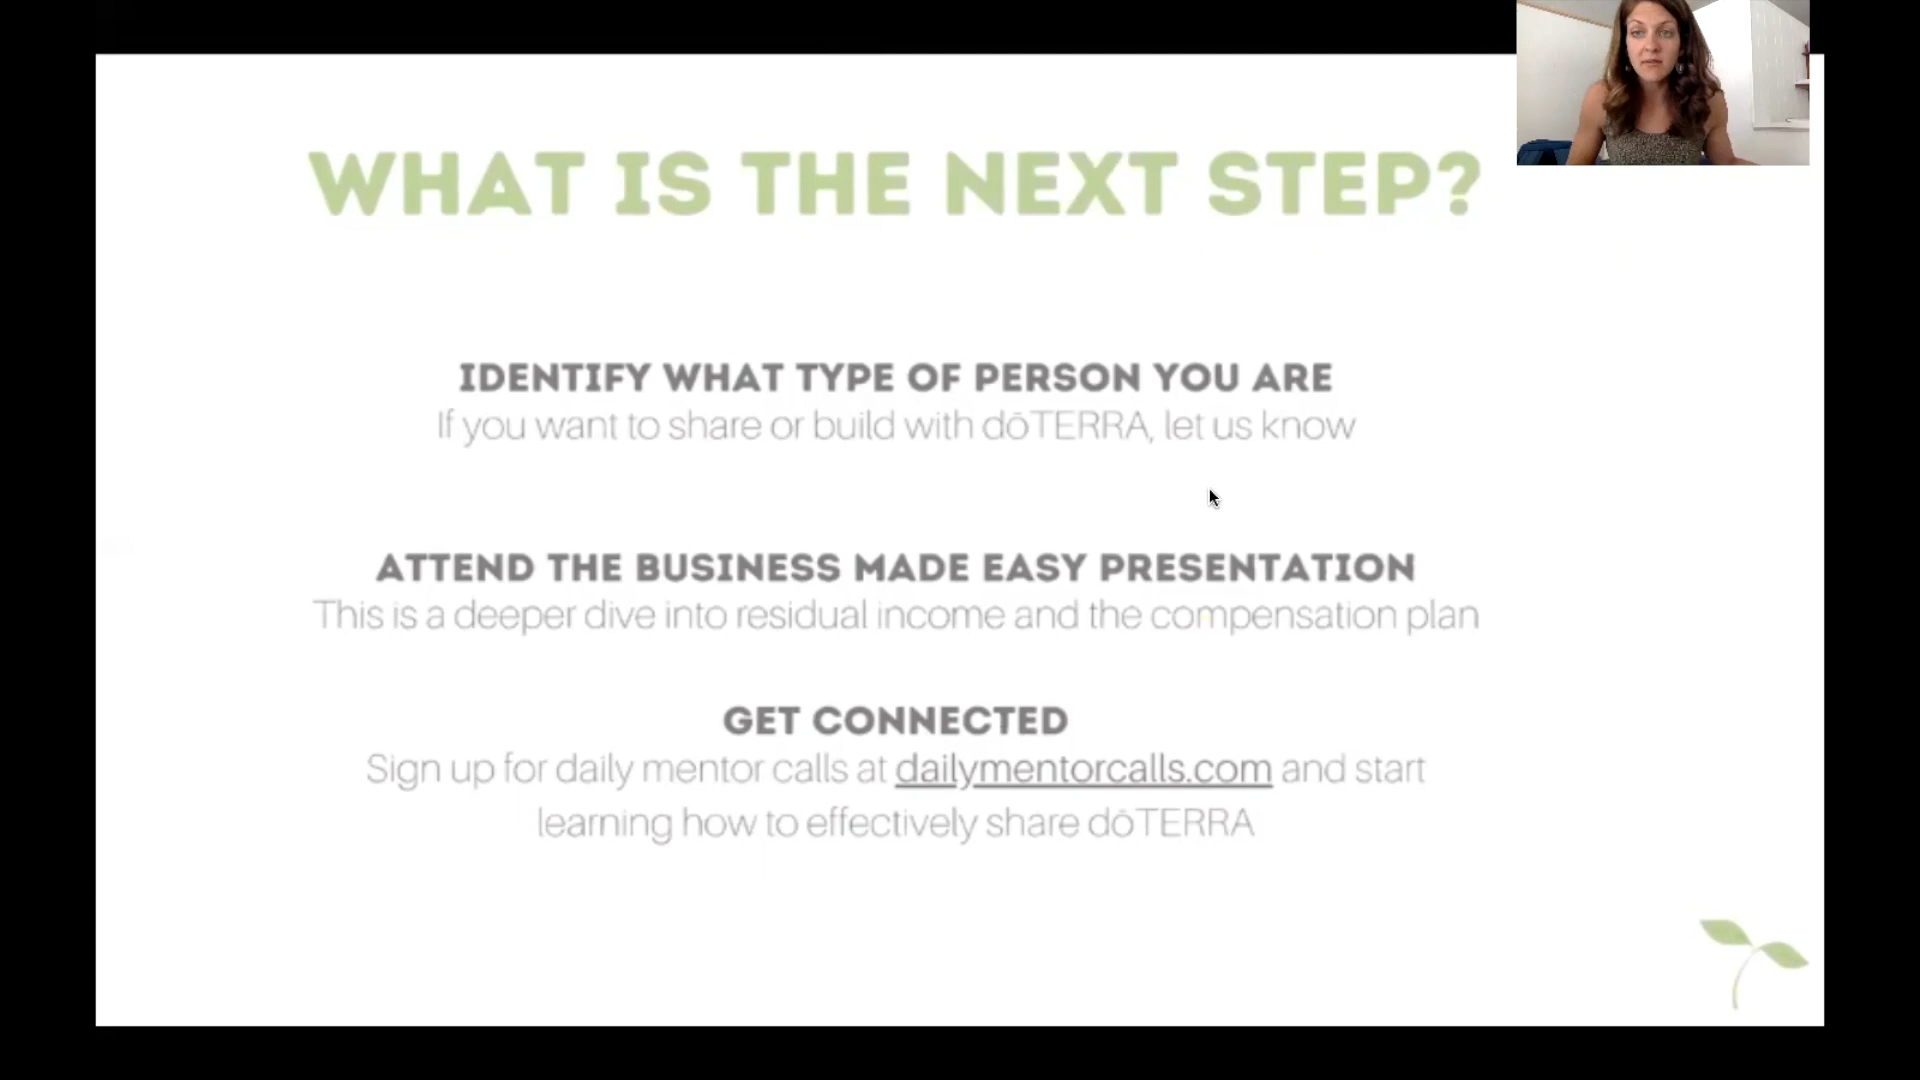 WHAT IS THE NEXT STEP?
IDENTIFY WHAT TYPE OF PERSON YOU ARE
If you want to share or build with dōTERRA, let us know
ATTEND THE BUSINESS MADE EASY PRESENTATION
This is a deeper dive into residual income and the compensation plan
GET CONNECTED
Sign up for daily mentor calls at dailymentorcalls.com and start
learning how to effectively share dōTERRA